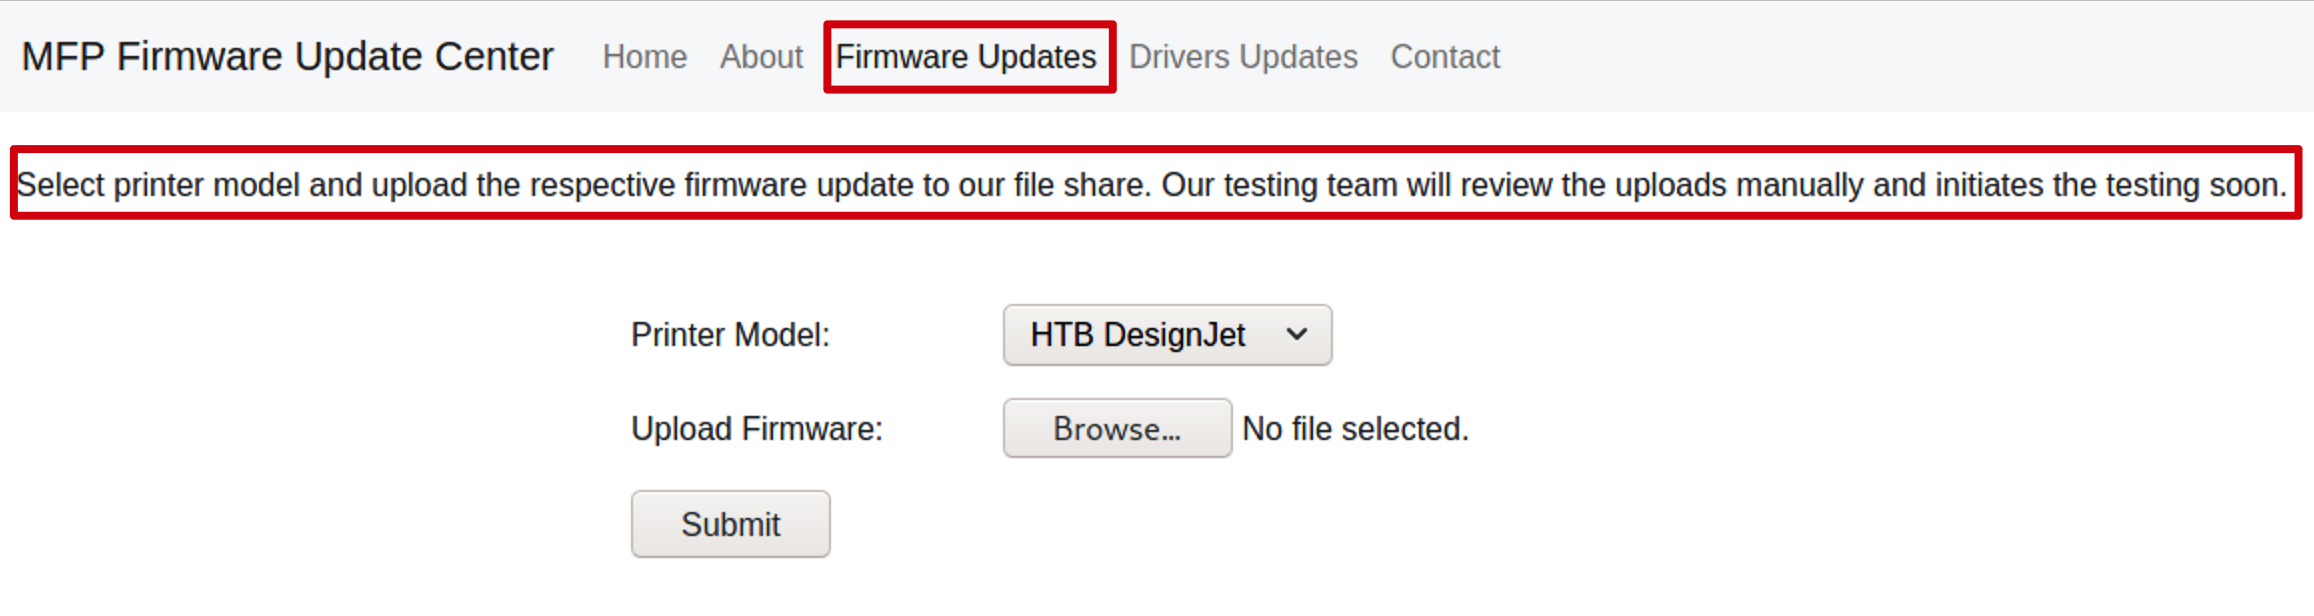 MFP Firmware Update Center Home About Firmware Updates Drivers Updates Contact
Select printer model and upload the respective firmware update to our file share. Our testing team will review the uploads manually and initiates the testing soon.
Printer Model: HTB DesignJet
Upload Firmware: Browse... No file selected.
Submit